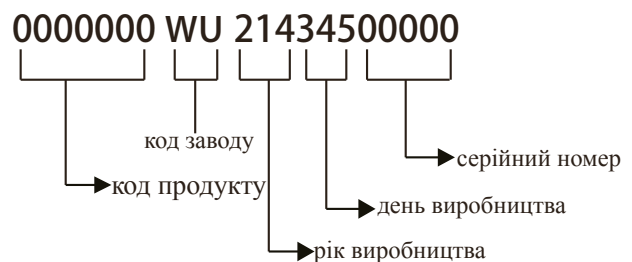 0000000 WU 21434500000
код заводу
серійний номер
код продукту
день виробництва
рік виробництва